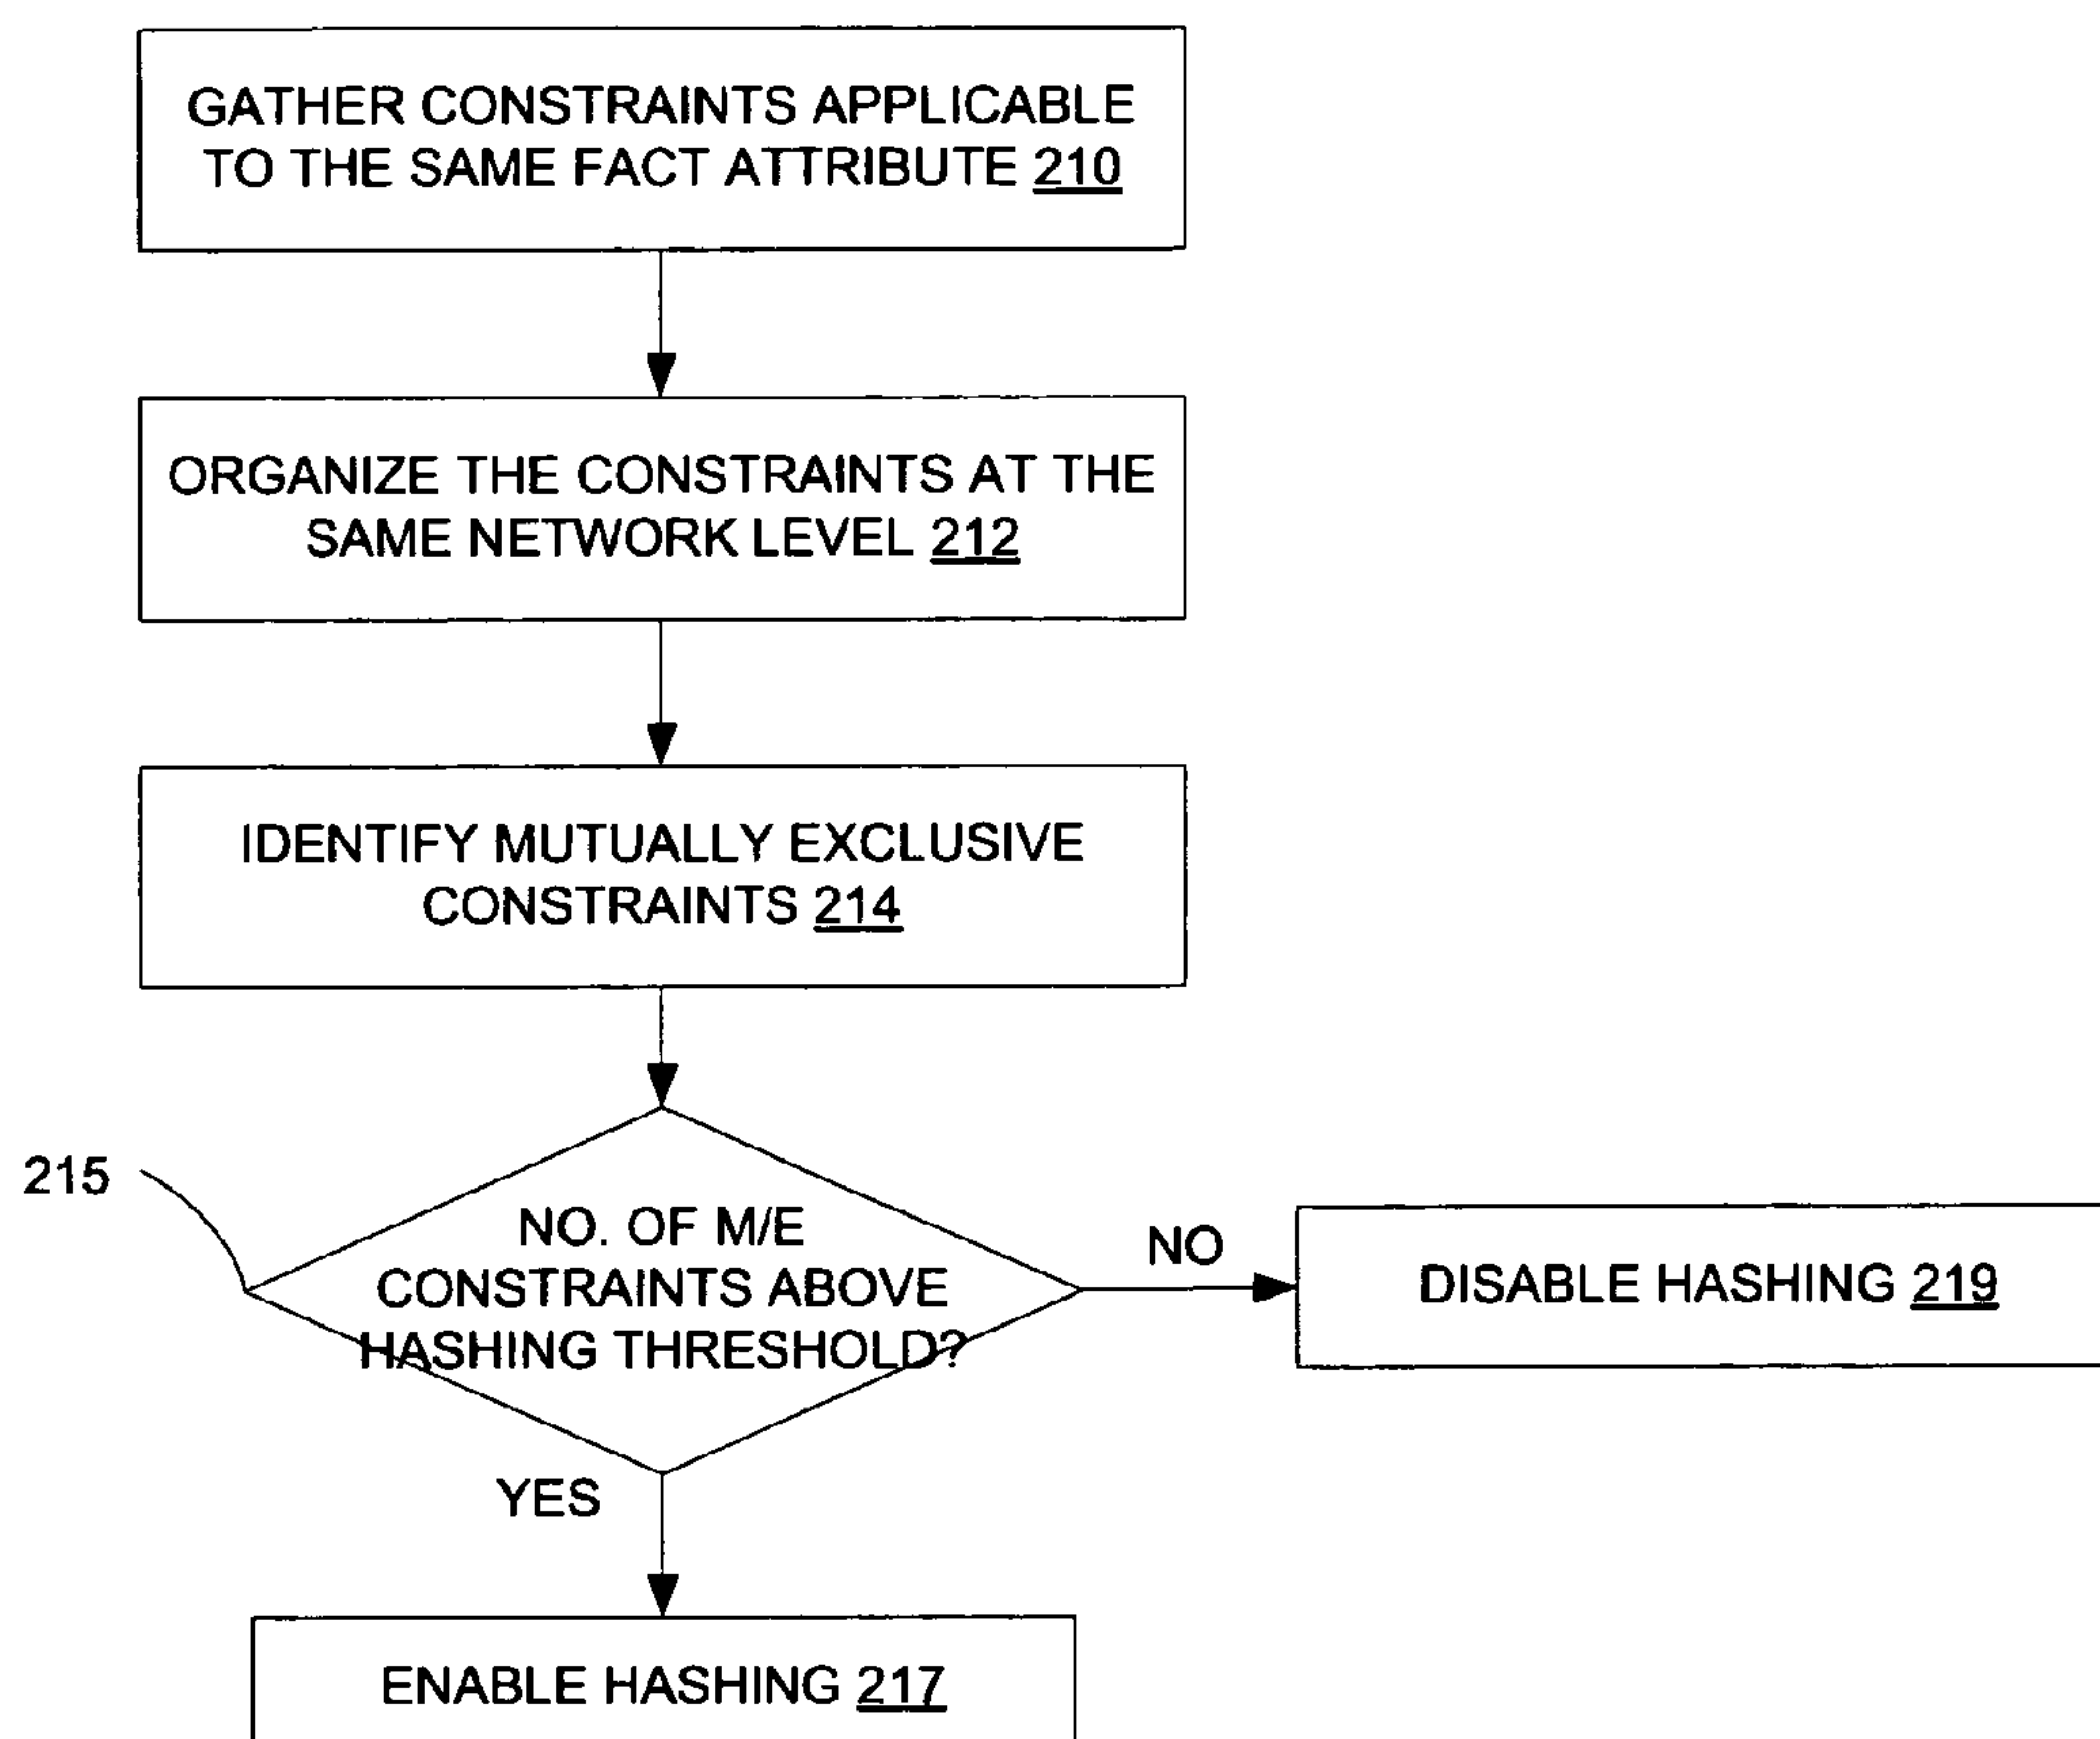 GATHER CONSTRAINTS APPLICABLE
TO THE SAME FACT ATTRIBUTE 210
ORGANIZE THE CONSTRAINTS AT THE
SAME NETWORK LEVEL 212
IDENTIFY MUTUALLY EXCLUSIVE
CONSTRAINTS 214
215
NO. OF M/E
CONSTRAINTS ABOVE
HASHING THRESHOLD?
NO
DISABLE HASHING 219
YES
ENABLE HASHING 217